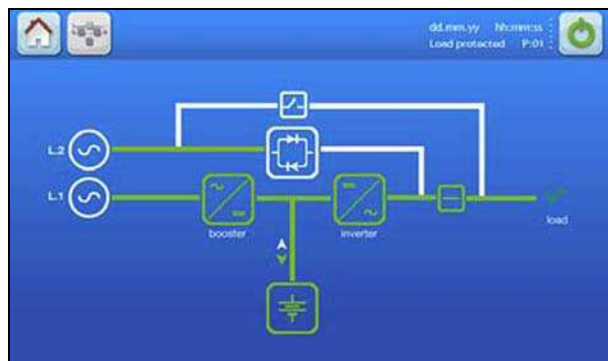 dd.mm.yy hh:mm:ss
Load protected P:01
L2
L1
booster
inverter
load